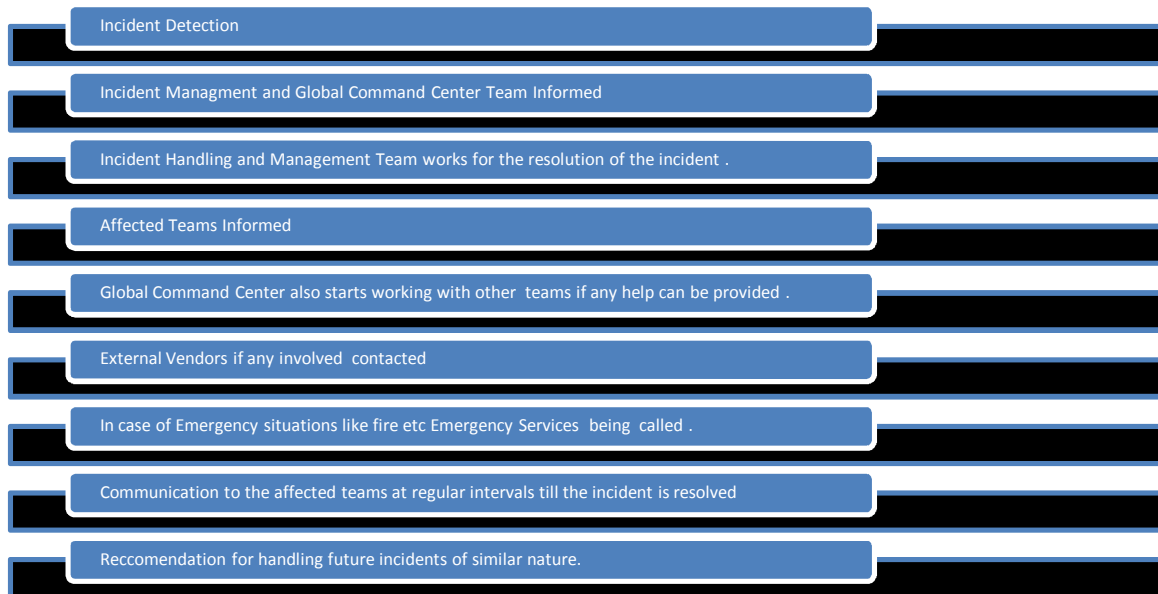 Incident Detection
Incident Managment and Global Command Center Team Informed
Incident Handling and Management Team works for the resolution of the incident .
Affected Teams Informed
Global Command Center also starts working with other  teams if any help can be provided .
External Vendors if any involved  contacted
In case of Emergency situations like fire etc Emergency Services  being  called .
Communication to the affected teams at regular intervals till the incident is resolved
Reccomendation for handling future incidents of similar nature.